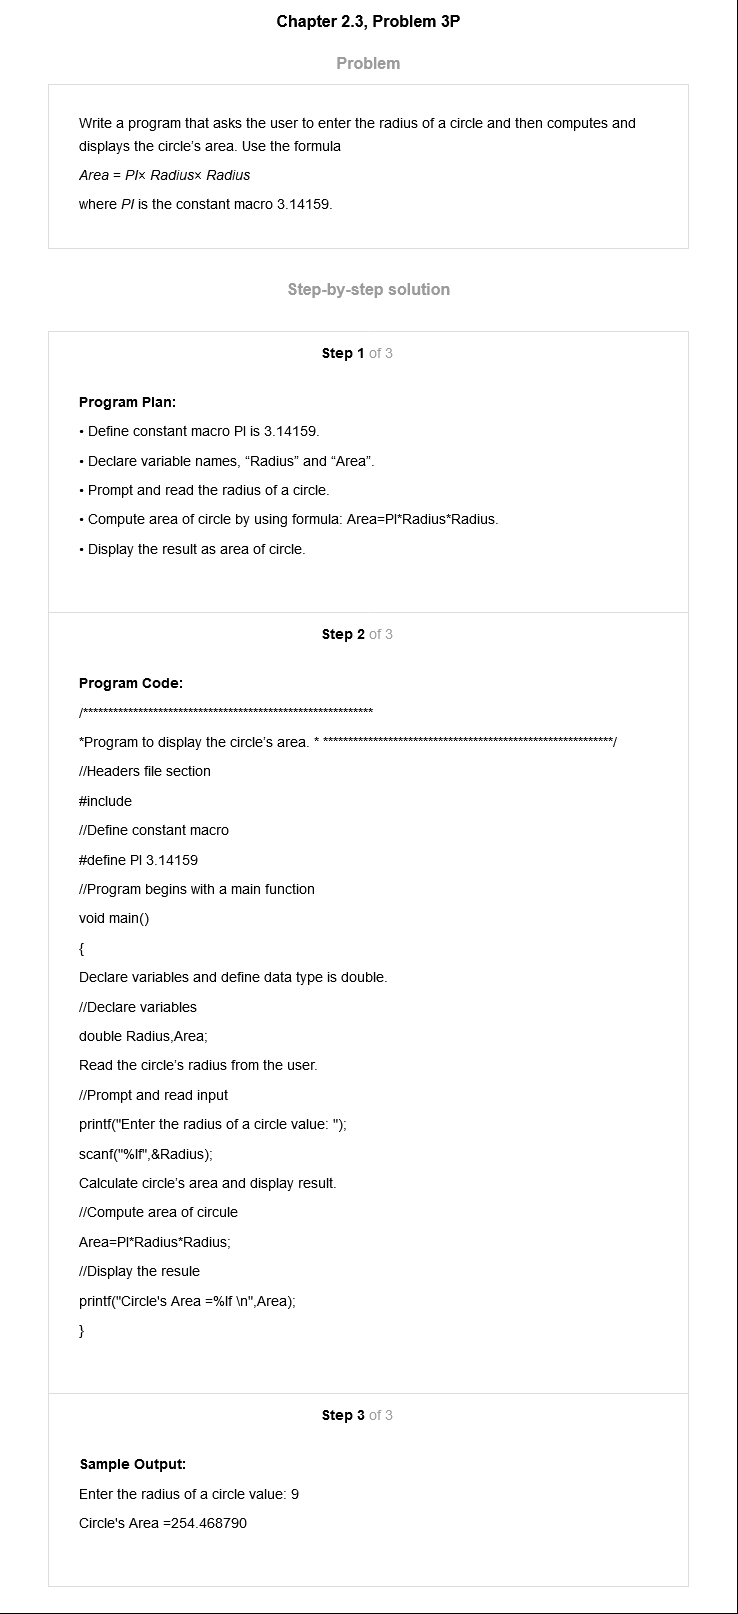 Chapter 2.3, Problem 3P
Problem
Write a program that asks the user to enter the radius of a circle and then computes and
displays the circle's area. Use the formula
Area = PI× Radius× Radius
where PI is the constant macro 3.14159.
Step-by-step solution
Step 1 of 3
Program Plan:
• Define constant macro PI is 3.14159.
• Declare variable names, “Radius” and “Area”.
• Prompt and read the radius of a circle.
• Compute area of circle by using formula: Area=PI*Radius*Radius.
• Display the result as area of circle.
Step 2 of 3
Program Code:
/**********************************************************
*Program to display the circle's area. * **********************************************************/
//Headers file section
#include
//Define constant macro
#define PI 3.14159
//Program begins with a main function
void main()
{
Declare variables and define data type is double.
//Declare variables
double Radius,Area;
Read the circle's radius from the user.
//Prompt and read input
printf("Enter the radius of a circle value: ");
scanf("%lf",&Radius);
Calculate circle's area and display result.
//Compute area of circule
Area=PI*Radius*Radius;
//Display the resule
printf("Circle's Area =%lf \n",Area);
}
Step 3 of 3
Sample Output:
Enter the radius of a circle value: 9
Circle's Area =254.468790